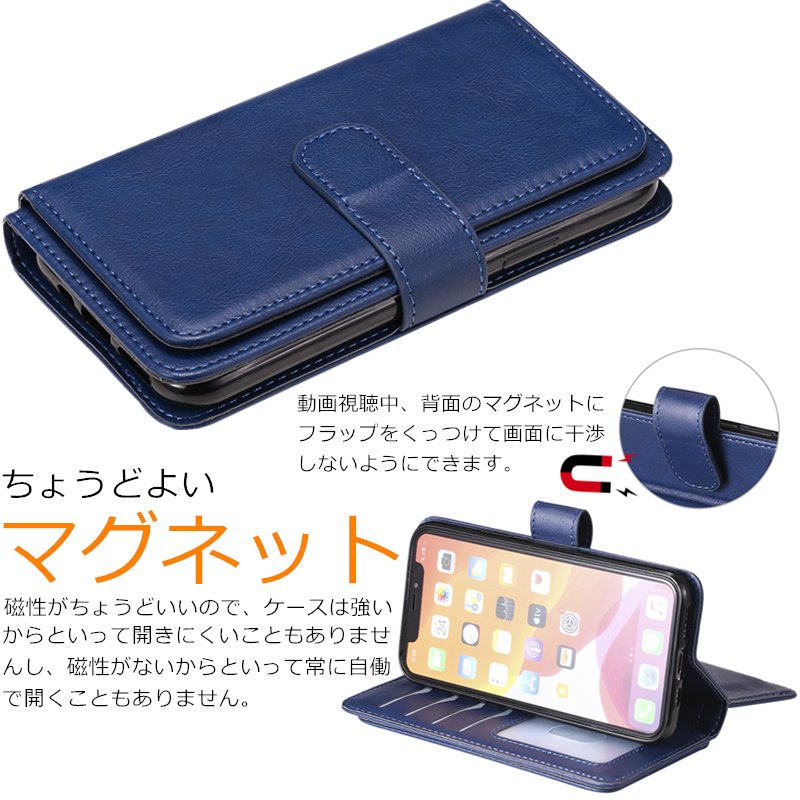 動画視聴中、背面のマグネットに
フラップをくっつけて画面に干渉
しないようにできます。
ちょうどよい
マグネット
磁性がちょうどいいので、ケースは強い
からといって開きにくいこともありませ
んし、磁性がないからといって常に自働
で開くこともありません。
24
tv